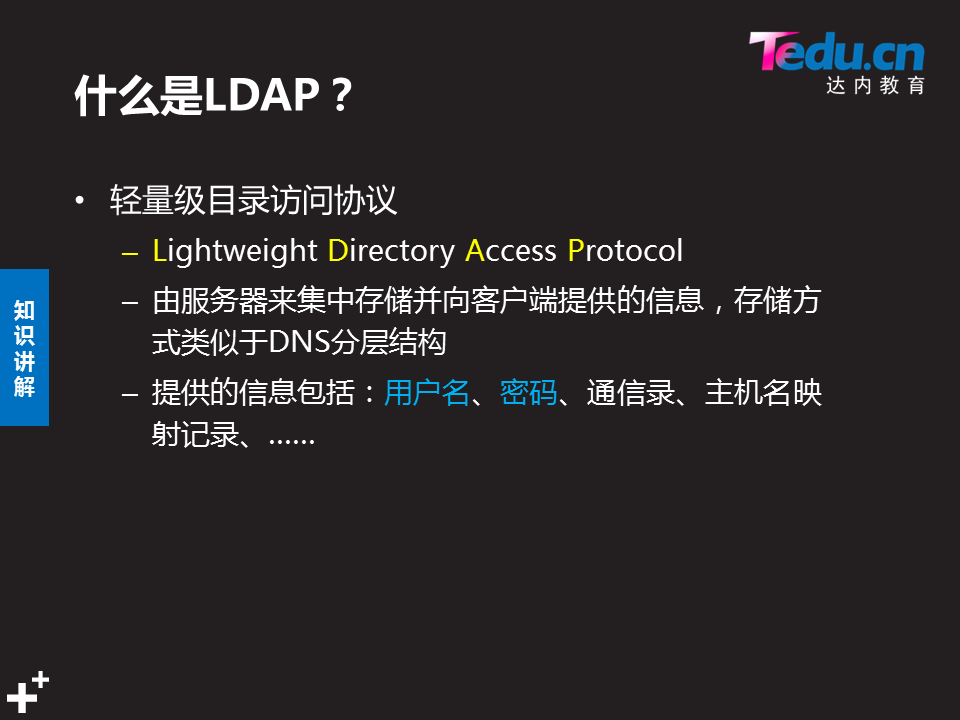 Tedu.cn
达内教育
什么是LDAP？
• 轻量级目录访问协议
– Lightweight Directory Access Protocol
– 由服务器来集中存储并向客户端提供的信息，存储方
式类似于DNS分层结构
– 提供的信息包括：用户名、密码、通信录、主机名映
射记录、……
知
识
讲
解